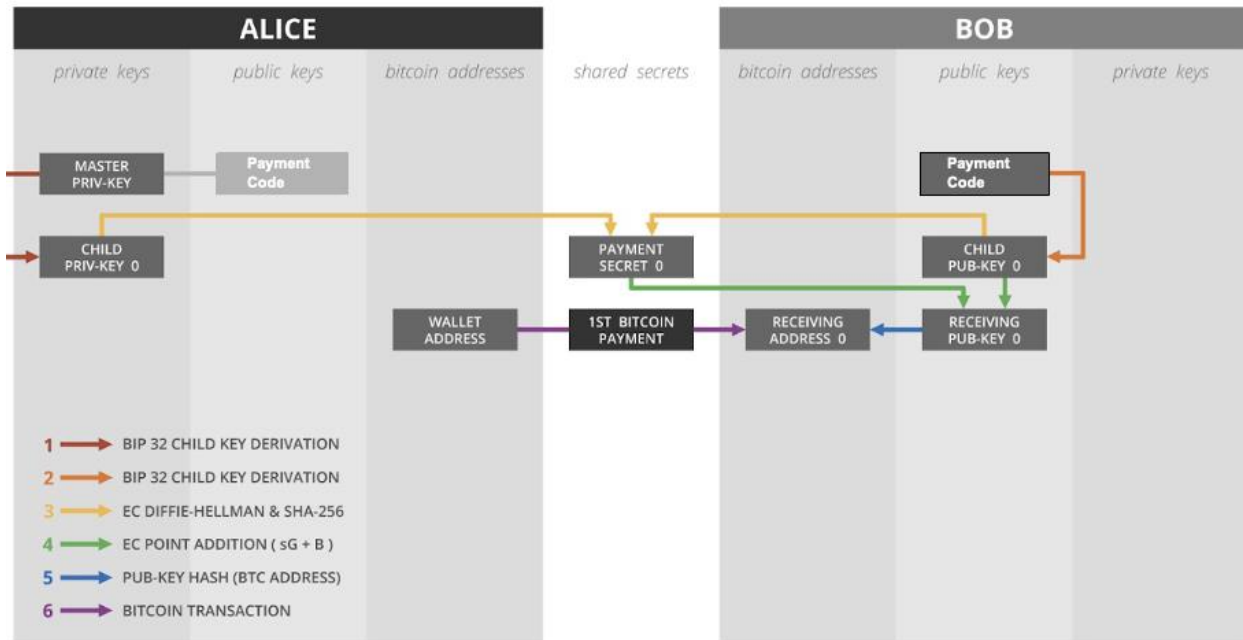 ALICE
BOB
private keys
public keys
bitcoin addresses
shared secrets
bitcoin addresses
public keys
private keys
MASTER
PRIV-KEY
Payment
Code
Payment
Code
CHILD
PRIV-KEY 0
PAYMENT
SECRET 0
CHILD
PUB-KEY 0
WALLET
ADDRESS
1ST BITCOIN
PAYMENT
RECEIVING
ADDRESS 0
RECEIVING
PUB-KEY 0
1 BIP 32 CHILD KEY DERIVATION
2 BIP 32 CHILD KEY DERIVATION
3 EC DIFFIE-HELLMAN & SHA-256
4 EC POINT ADDITION ( sG + B )
5 PUB-KEY HASH (BTC ADDRESS)
6 BITCOIN TRANSACTION